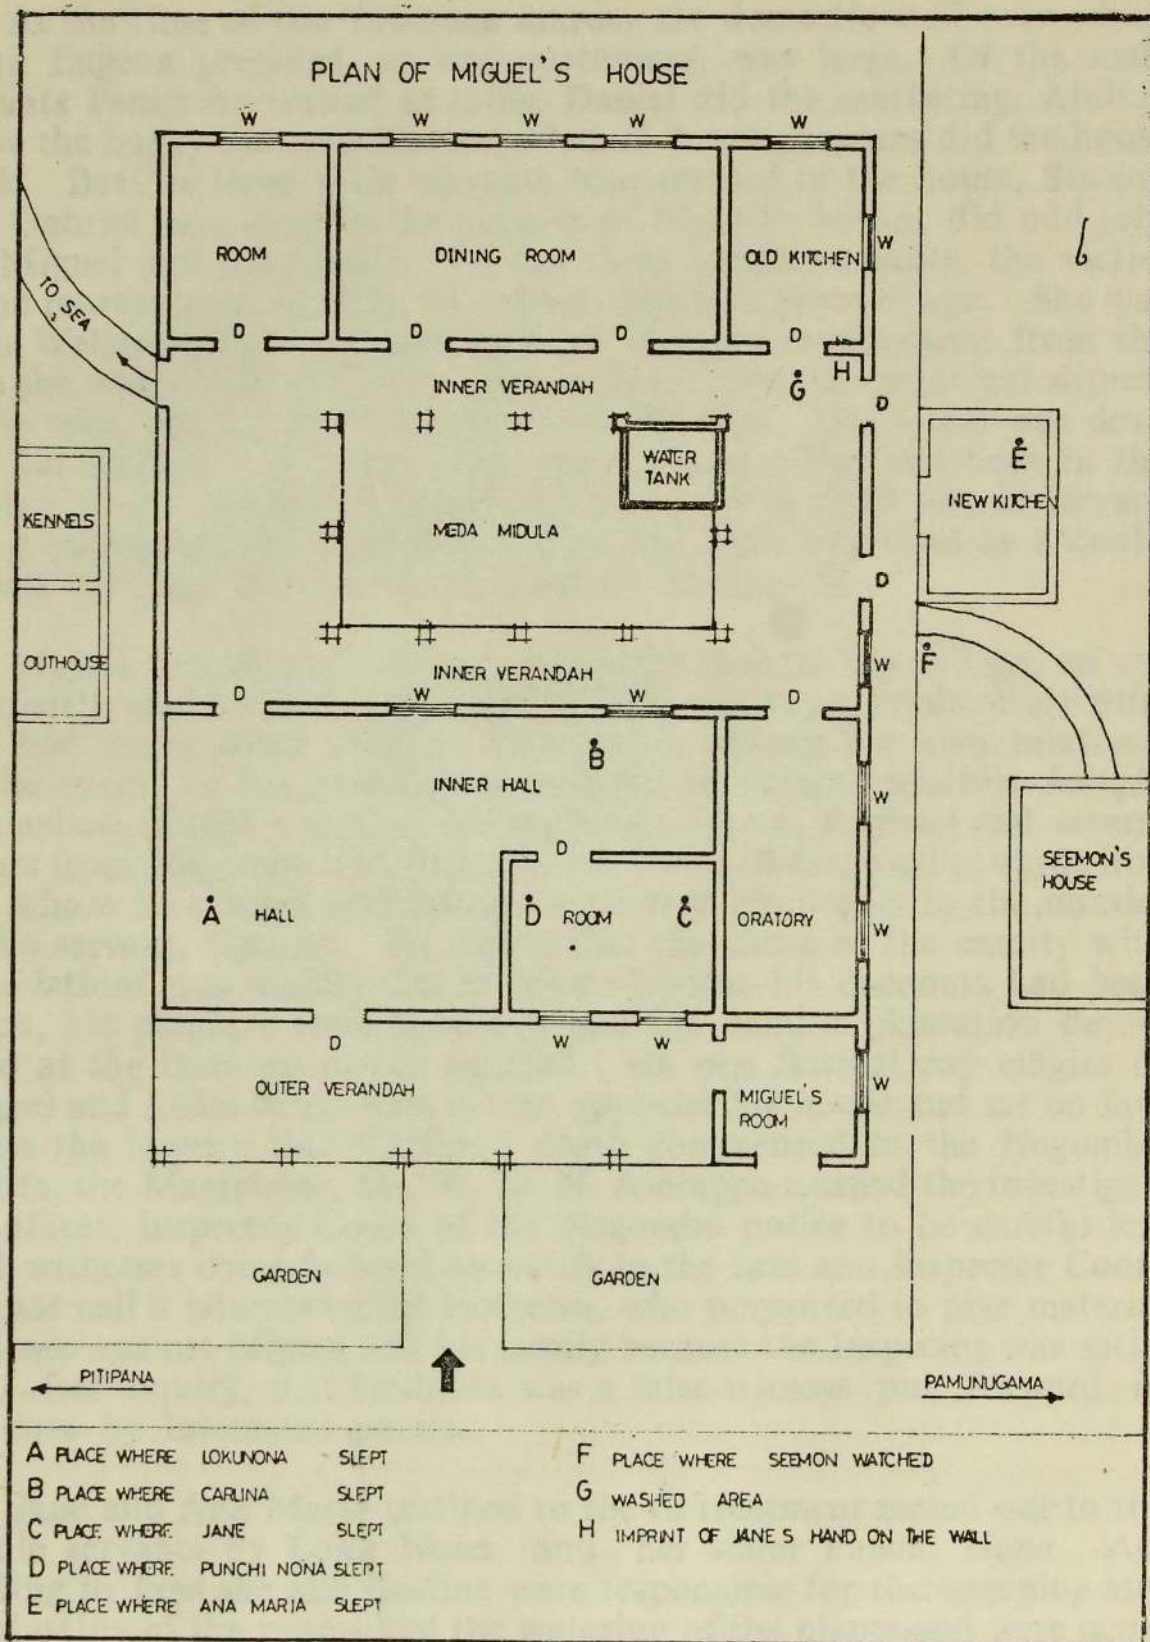 PLAN OF MIGUEL'S HOUSE
W W W W W
ROOM DINING ROOM OLD KITCHEN W 6
TO SEA
D D D D H
INNER VERANDAH G D
WATER
TANK
E
NEW KITCHEN
KENNELS MEDA MIDULA
D
OUTHOUSE INNER VERANDAH W F
D W W D
B
INNER HALL W
D
SEEMON'S
HOUSE
A HALL D ROOM C ORATORY W
D W W
OUTER VERANDAH MIGUEL'S
ROOM
W
GARDEN GARDEN
PITIPANA PAMUNUGAMA
A PLACE WHERE LOKUNONA SLEPT
B PLACE WHERE CARLINA SLEPT
C PLACE WHERE JANE SLEPT
D PLACE WHERE PUNCHI NONA SLEPT
E PLACE WHERE ANA MARIA SLEPT
F PLACE WHERE SEEMON WATCHED
G WASHED AREA
H IMPRINT OF JANES HAND ON THE WALL